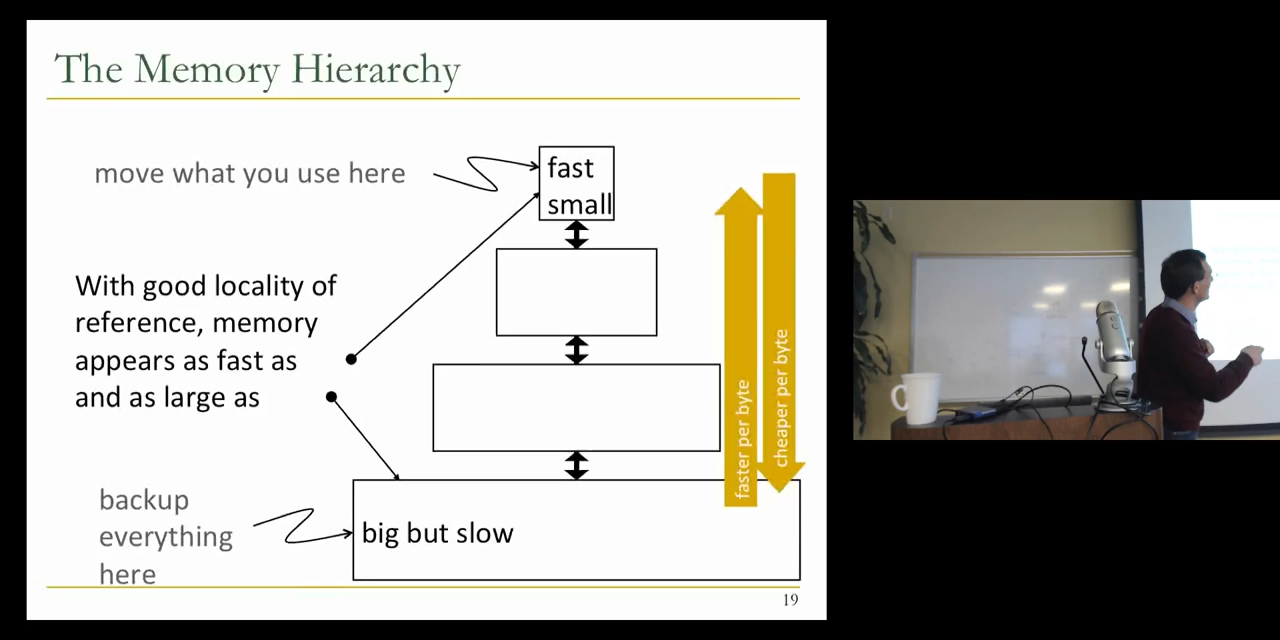 The Memory Hierarchy
move what you use here
fast
small
With good locality of
reference, memory
appears as fast as
and as large as
faster per byte
cheaper per byte
backup
everything
here
big but slow
19